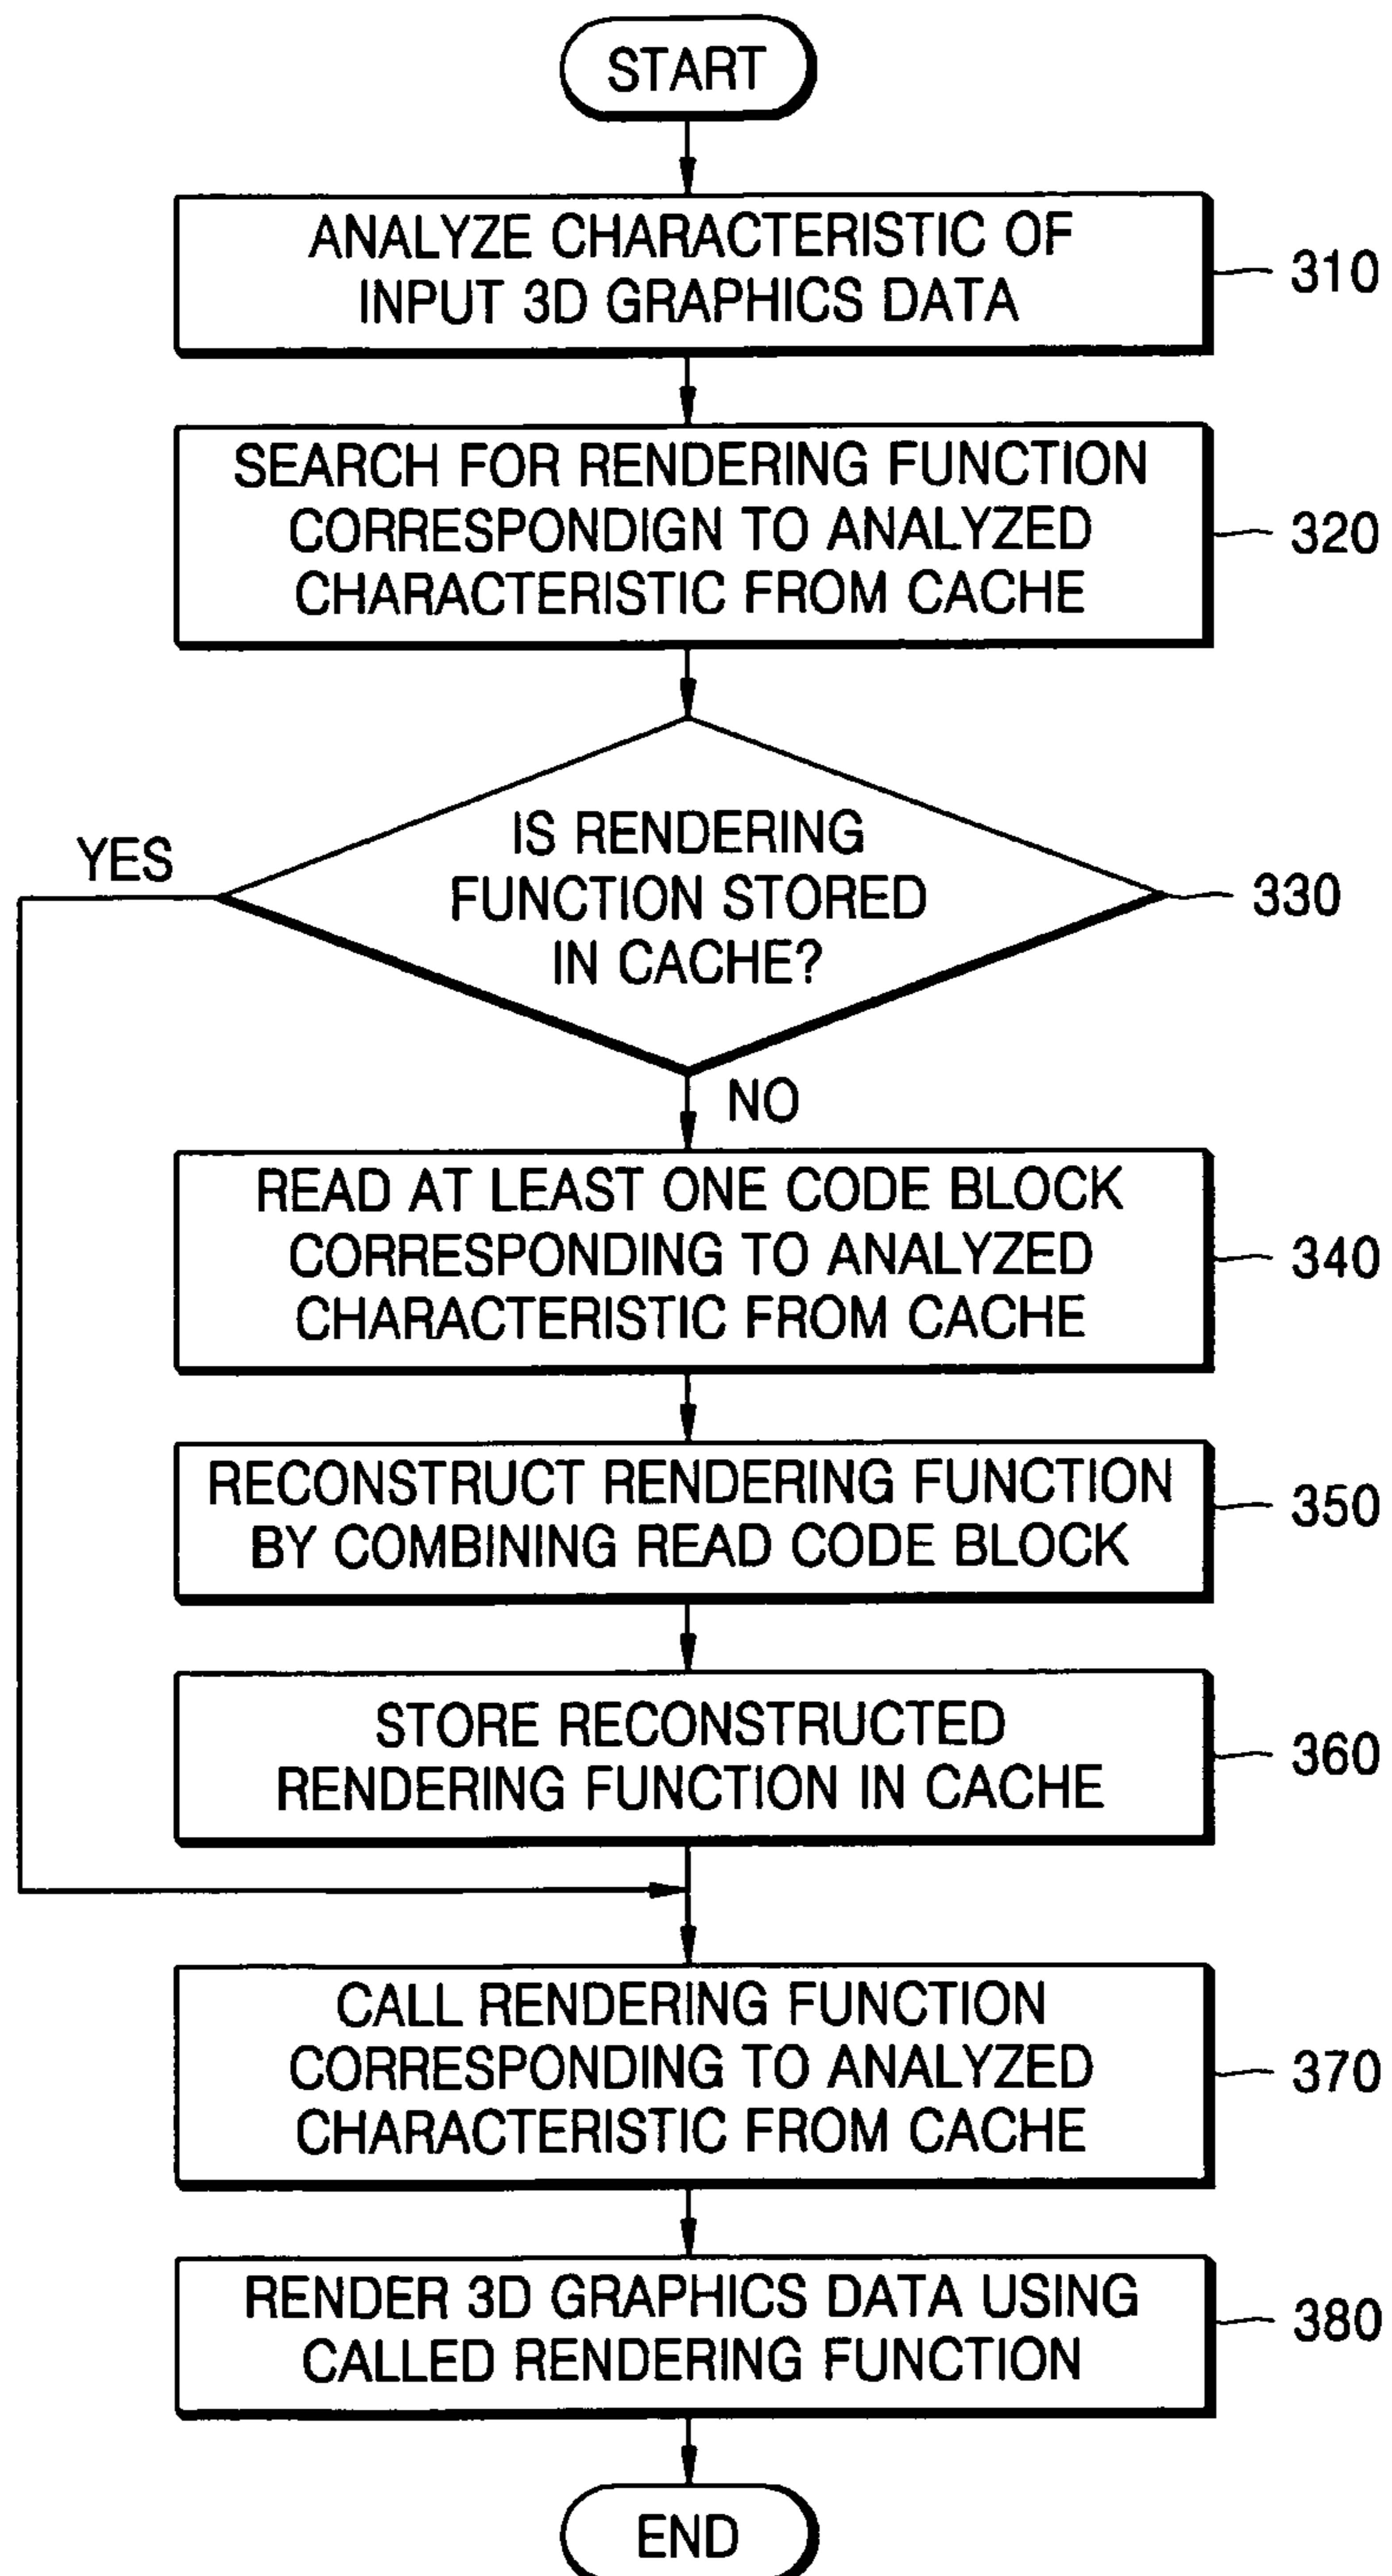 START
ANALYZE CHARACTERISTIC OF
INPUT 3D GRAPHICS DATA
310
SEARCH FOR RENDERING FUNCTION
CORRESPONDIGN TO ANALYZED
CHARACTERISTIC FROM CACHE
320
IS RENDERING
FUNCTION STORED
IN CACHE?
YES
330
NO
READ AT LEAST ONE CODE BLOCK
CORRESPONDING TO ANALYZED
CHARACTERISTIC FROM CACHE
340
RECONSTRUCT RENDERING FUNCTION
BY COMBINING READ CODE BLOCK
350
STORE RECONSTRUCTED
RENDERING FUNCTION IN CACHE
360
CALL RENDERING FUNCTION
CORRESPONDING TO ANALYZED
CHARACTERISTIC FROM CACHE
370
RENDER 3D GRAPHICS DATA USING
CALLED RENDERING FUNCTION
380
END